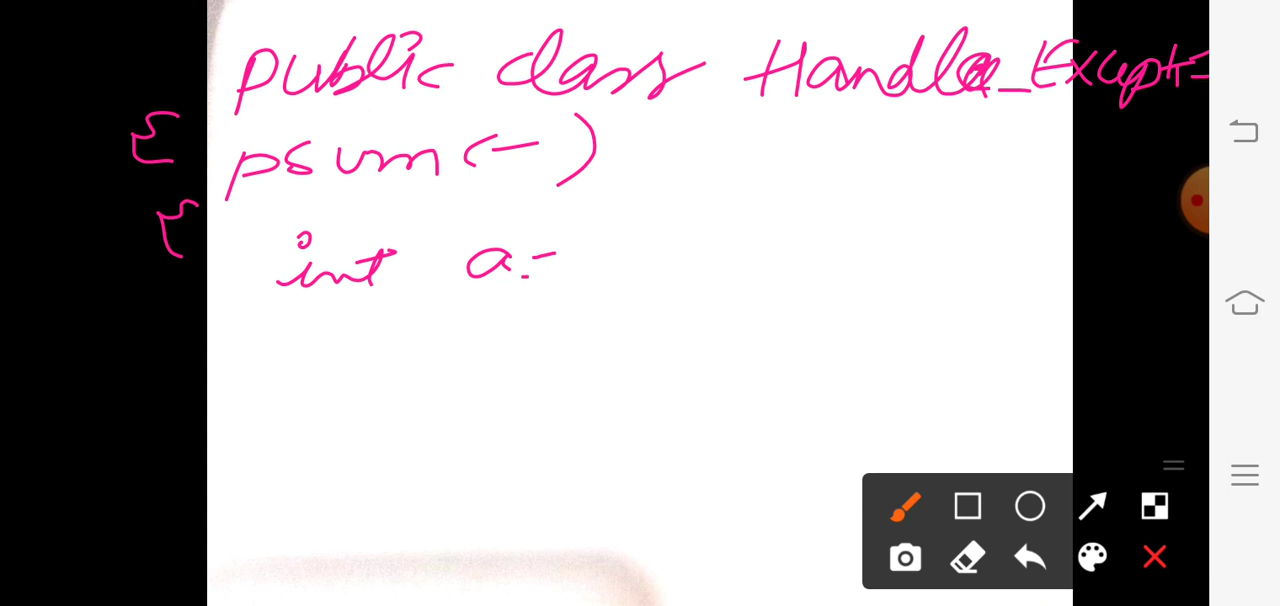 public class Handle_Except-
{ psvm (-)
{ int a=